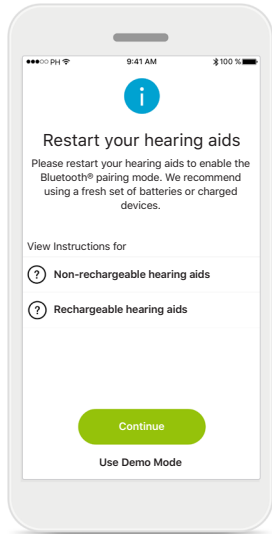 PH 9:41 AM 100 %
i
Restart your hearing aids
Please restart your hearing aids to enable the
Bluetooth® pairing mode. We recommend
using a fresh set of batteries or charged
devices.
View Instructions for
? Non-rechargeable hearing aids
? Rechargeable hearing aids
Continue
Use Demo Mode